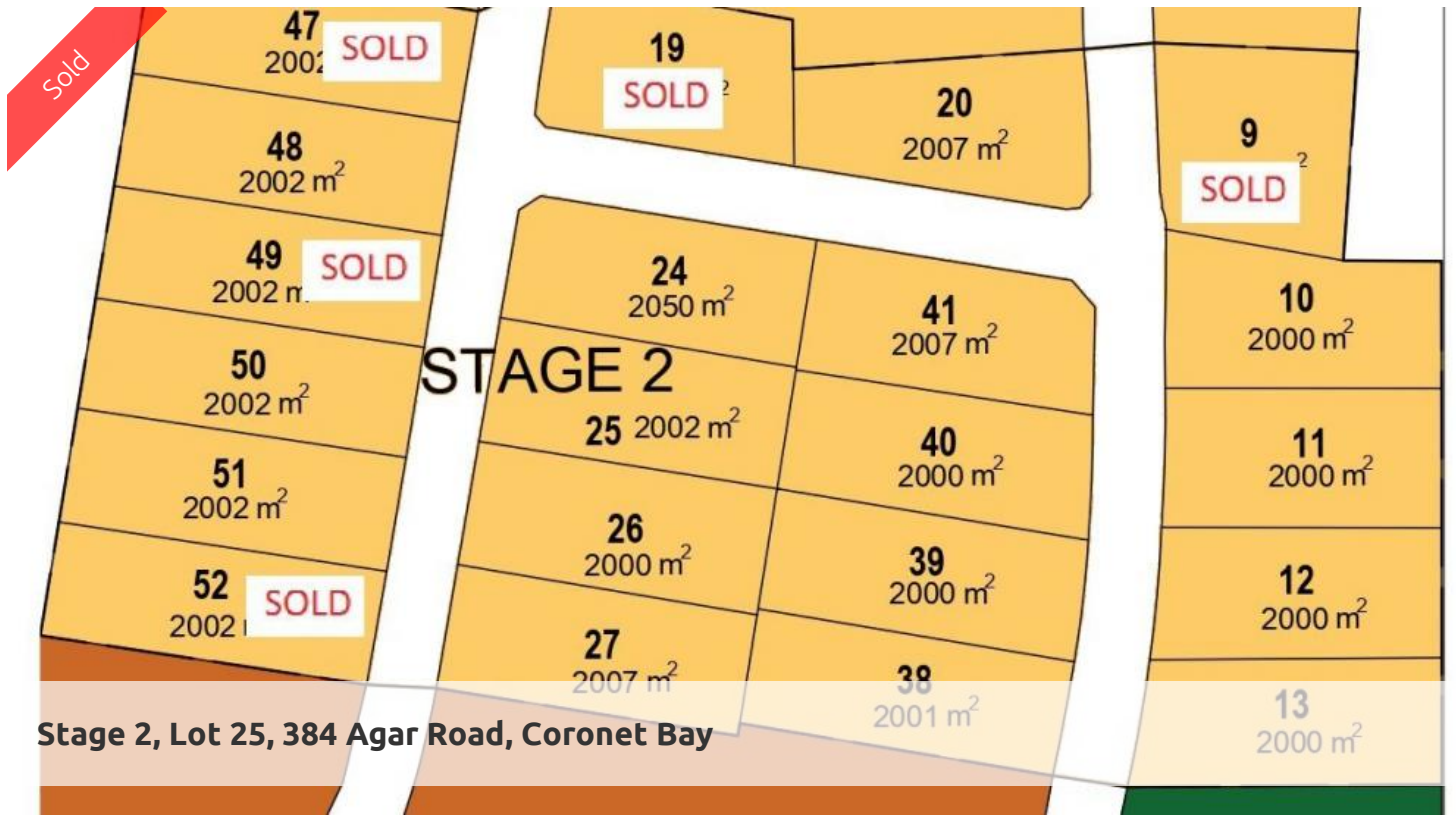 Sold
47
2002
SOLD
48
2002 m²
49
2002 m
SOLD
50
2002 m²
51
2002 m²
52
2002
SOLD
19
SOLD
2
20
2007 m²
9
2
SOLD
24
2050 m²
41
2007 m²
10
2000 m²
STAGE 2
25 2002 m²
40
2000 m²
11
2000 m²
26
2000 m²
39
2000 m²
12
2000 m²
27
2007 m²
38
2001 m²
13
2000 m²
Stage 2, Lot 25, 384 Agar Road, Coronet Bay